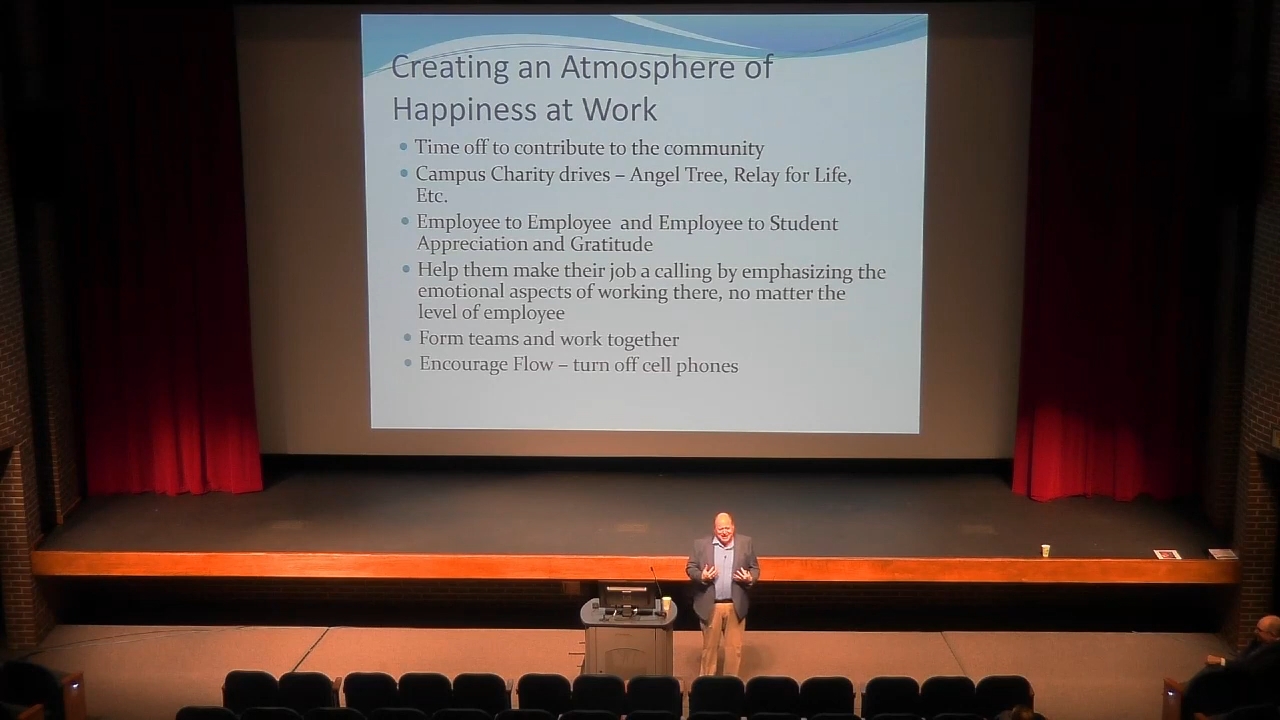 Creating an Atmosphere of
Happiness at Work
• Time off to contribute to the community
• Campus Charity drives – Angel Tree, Relay for Life,
Etc.
• Employee to Employee  and Employee to Student
Appreciation and Gratitude
• Help them make their job a calling by emphasizing the
emotional aspects of working there, no matter the
level of employee
• Form teams and work together
• Encourage Flow – turn off cell phones